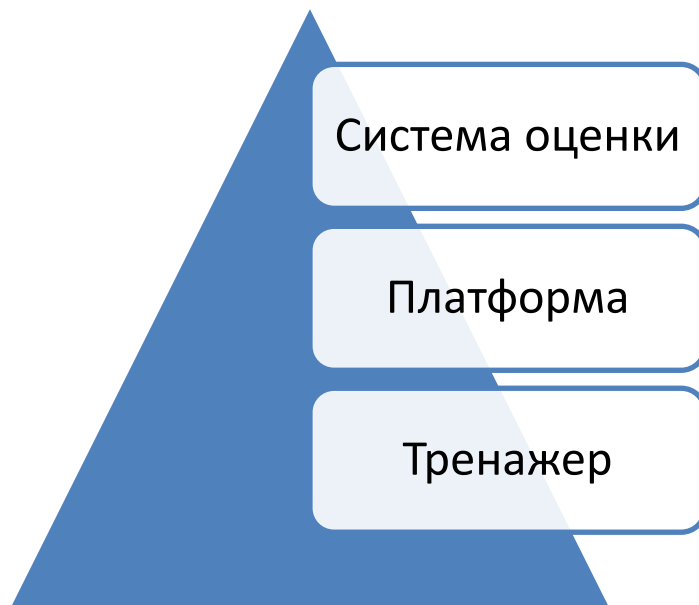 Система оценки
Платформа
Тренажер